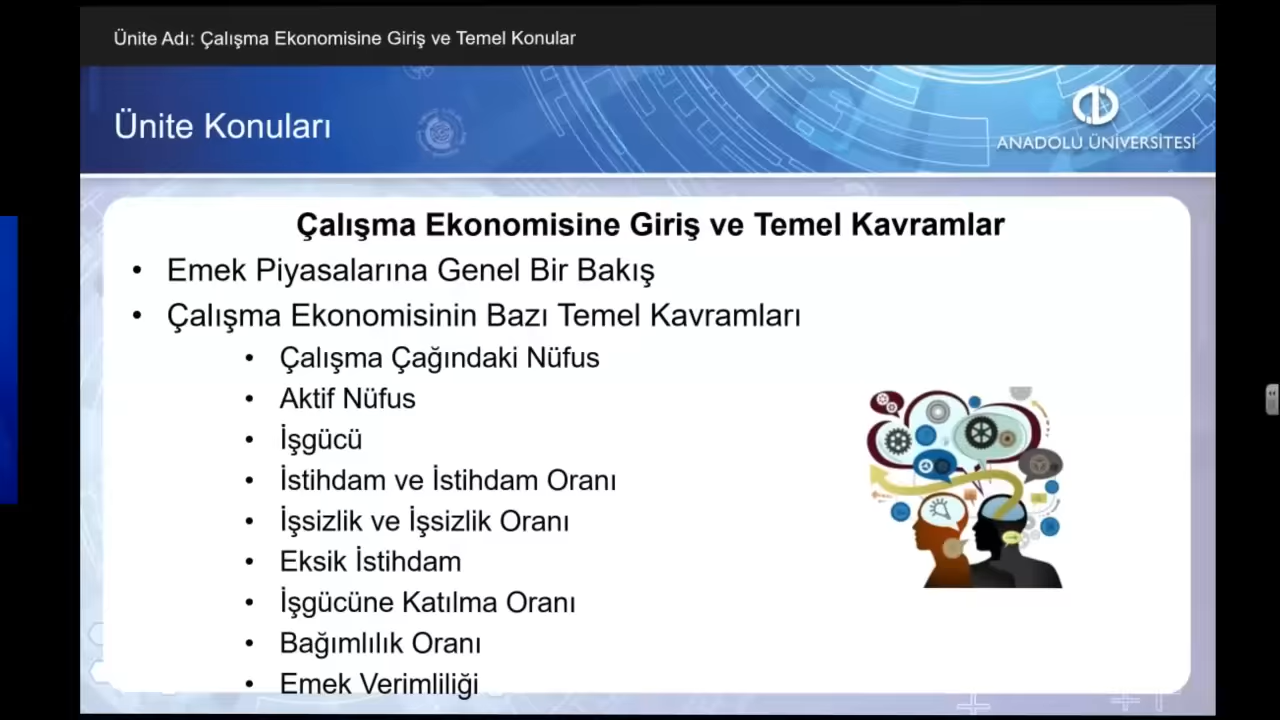 Ünite Adı: Çalışma Ekonomisine Giriş ve Temel Konular
Ünite Konuları
ANADOLU ÜNİVERSİTESİ
Çalışma Ekonomisine Giriş ve Temel Kavramlar
• Emek Piyasalarına Genel Bir Bakış
• Çalışma Ekonomisinin Bazı Temel Kavramları
• Çalışma Çağındaki Nüfus
• Aktif Nüfus
• İşgücü
• İstihdam ve İstihdam Oranı
• İşsizlik ve İşsizlik Oranı
• Eksik İstihdam
• İşgücüne Katılma Oranı
• Bağımlılık Oranı
• Emek Verimliliği